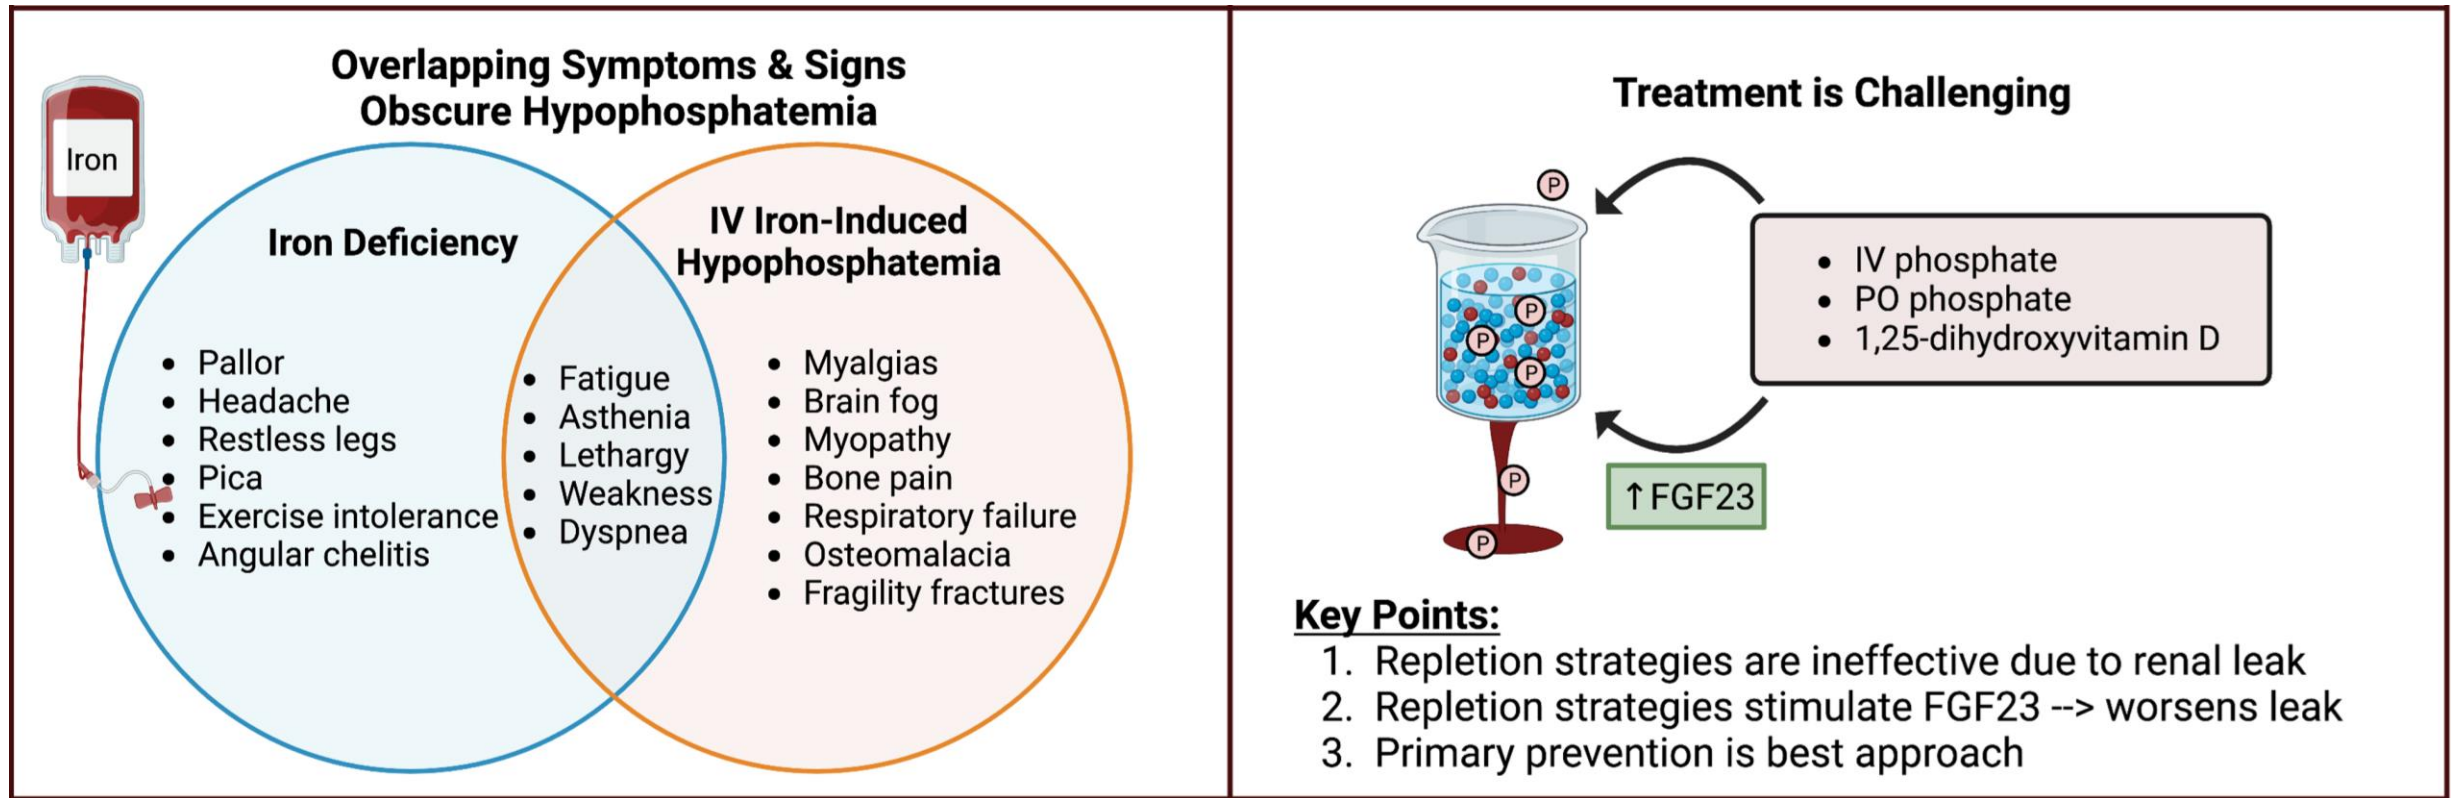 Overlapping Symptoms & Signs
Obscure Hypophosphatemia
Iron
Iron Deficiency
• Pallor
• Headache
• Restless legs
• Pica
• Exercise intolerance
• Angular chelitis
• Fatigue
• Asthenia
• Lethargy
• Weakness
• Dyspnea
IV Iron-Induced
Hypophosphatemia
• Myalgias
• Brain fog
• Myopathy
• Bone pain
• Respiratory failure
• Osteomalacia
• Fragility fractures
Treatment is Challenging
P
P
P
P
P
P
• IV phosphate
• PO phosphate
• 1,25-dihydroxyvitamin D
↑FGF23
Key Points:
1. Repletion strategies are ineffective due to renal leak
2. Repletion strategies stimulate FGF23 --> worsens leak
3. Primary prevention is best approach